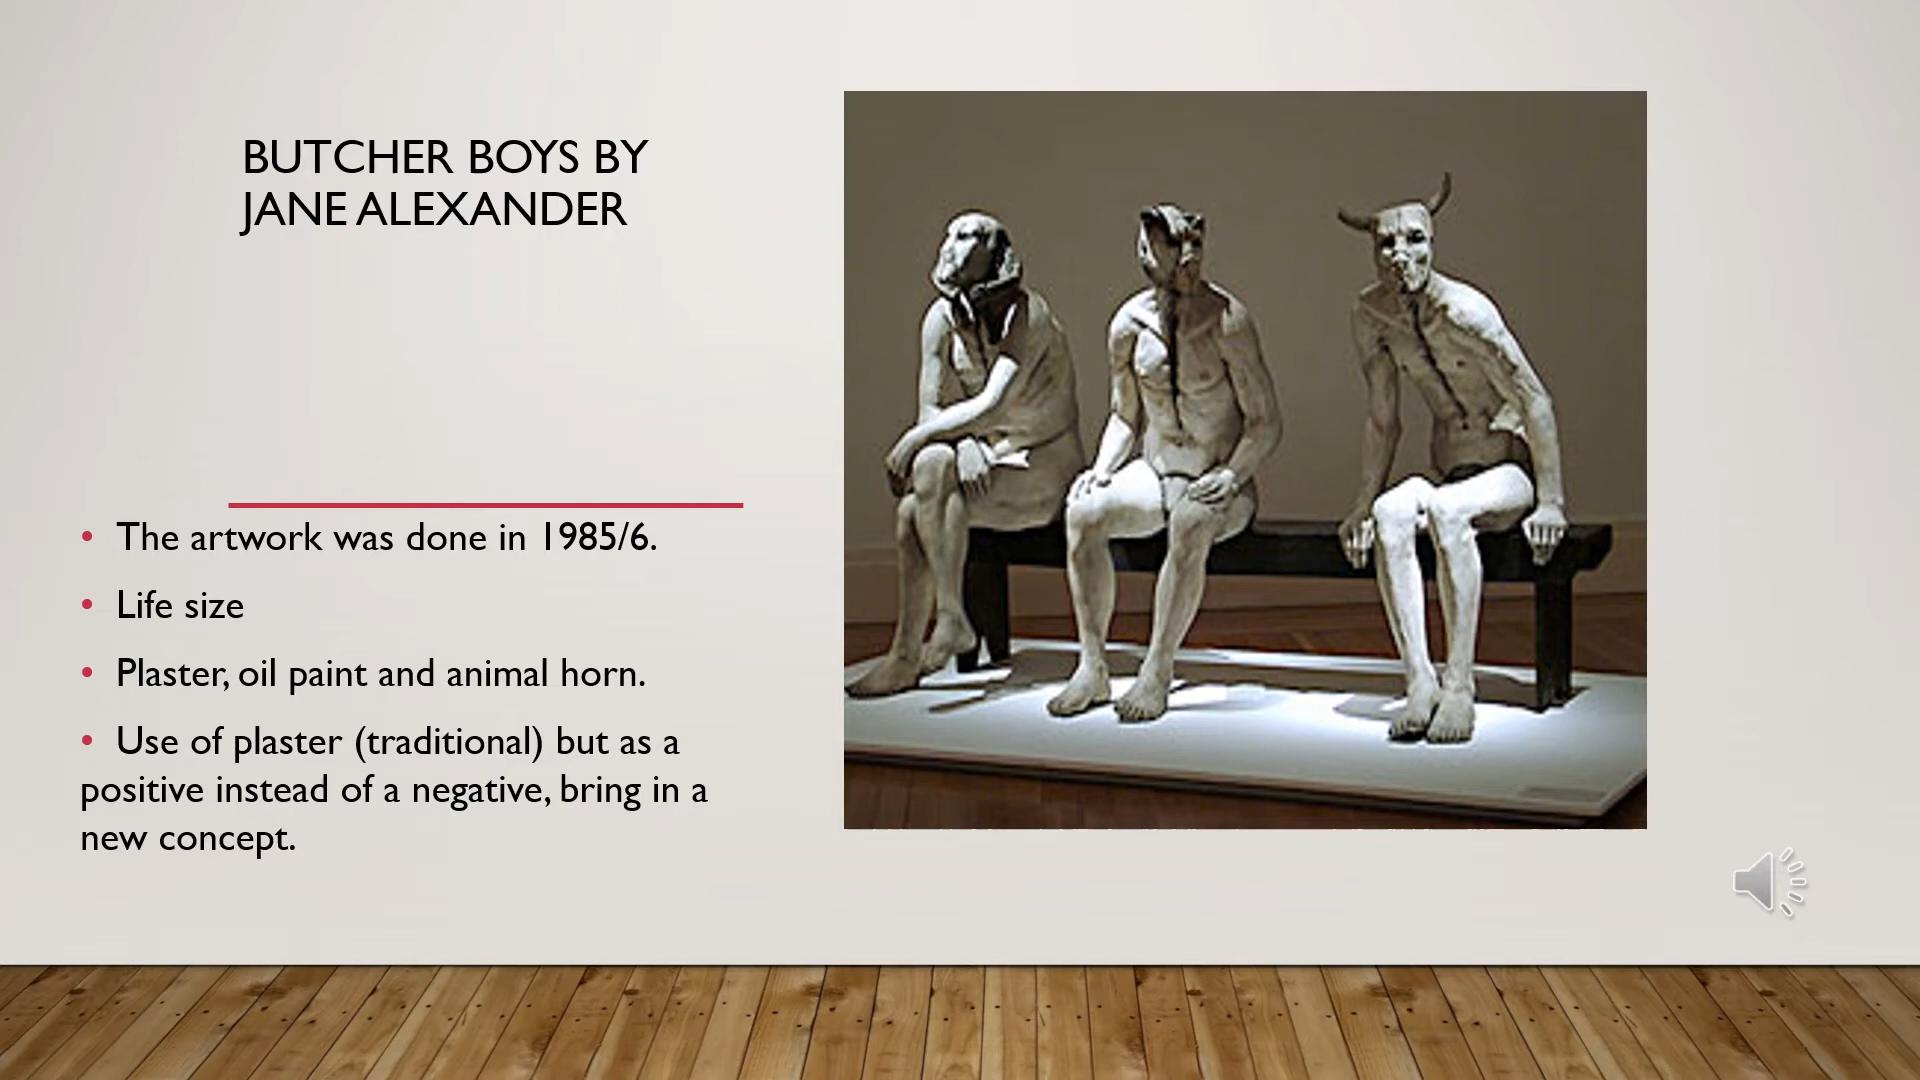 BUTCHER BOYS BY
JANE ALEXANDER
• The artwork was done in 1985/6.
• Life size
• Plaster, oil paint and animal horn.
• Use of plaster (traditional) but as a
positive instead of a negative, bring in a
new concept.